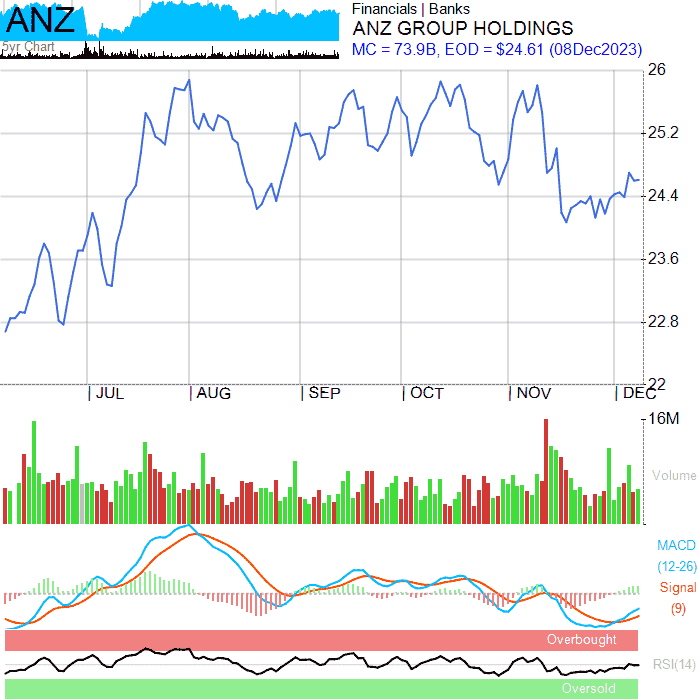 ANZ
5yr Chart
Financials | Banks
ANZ GROUP HOLDINGS
MC = 73.9B, EOD = $24.61 (08Dec2023)
26
25.2
24.4
23.6
22.8
22
JUL AUG SEP OCT NOV DEC
16M
Volume
MACD
(12-26)
Signal
(9)
Overbought
RSI(14)
Oversold